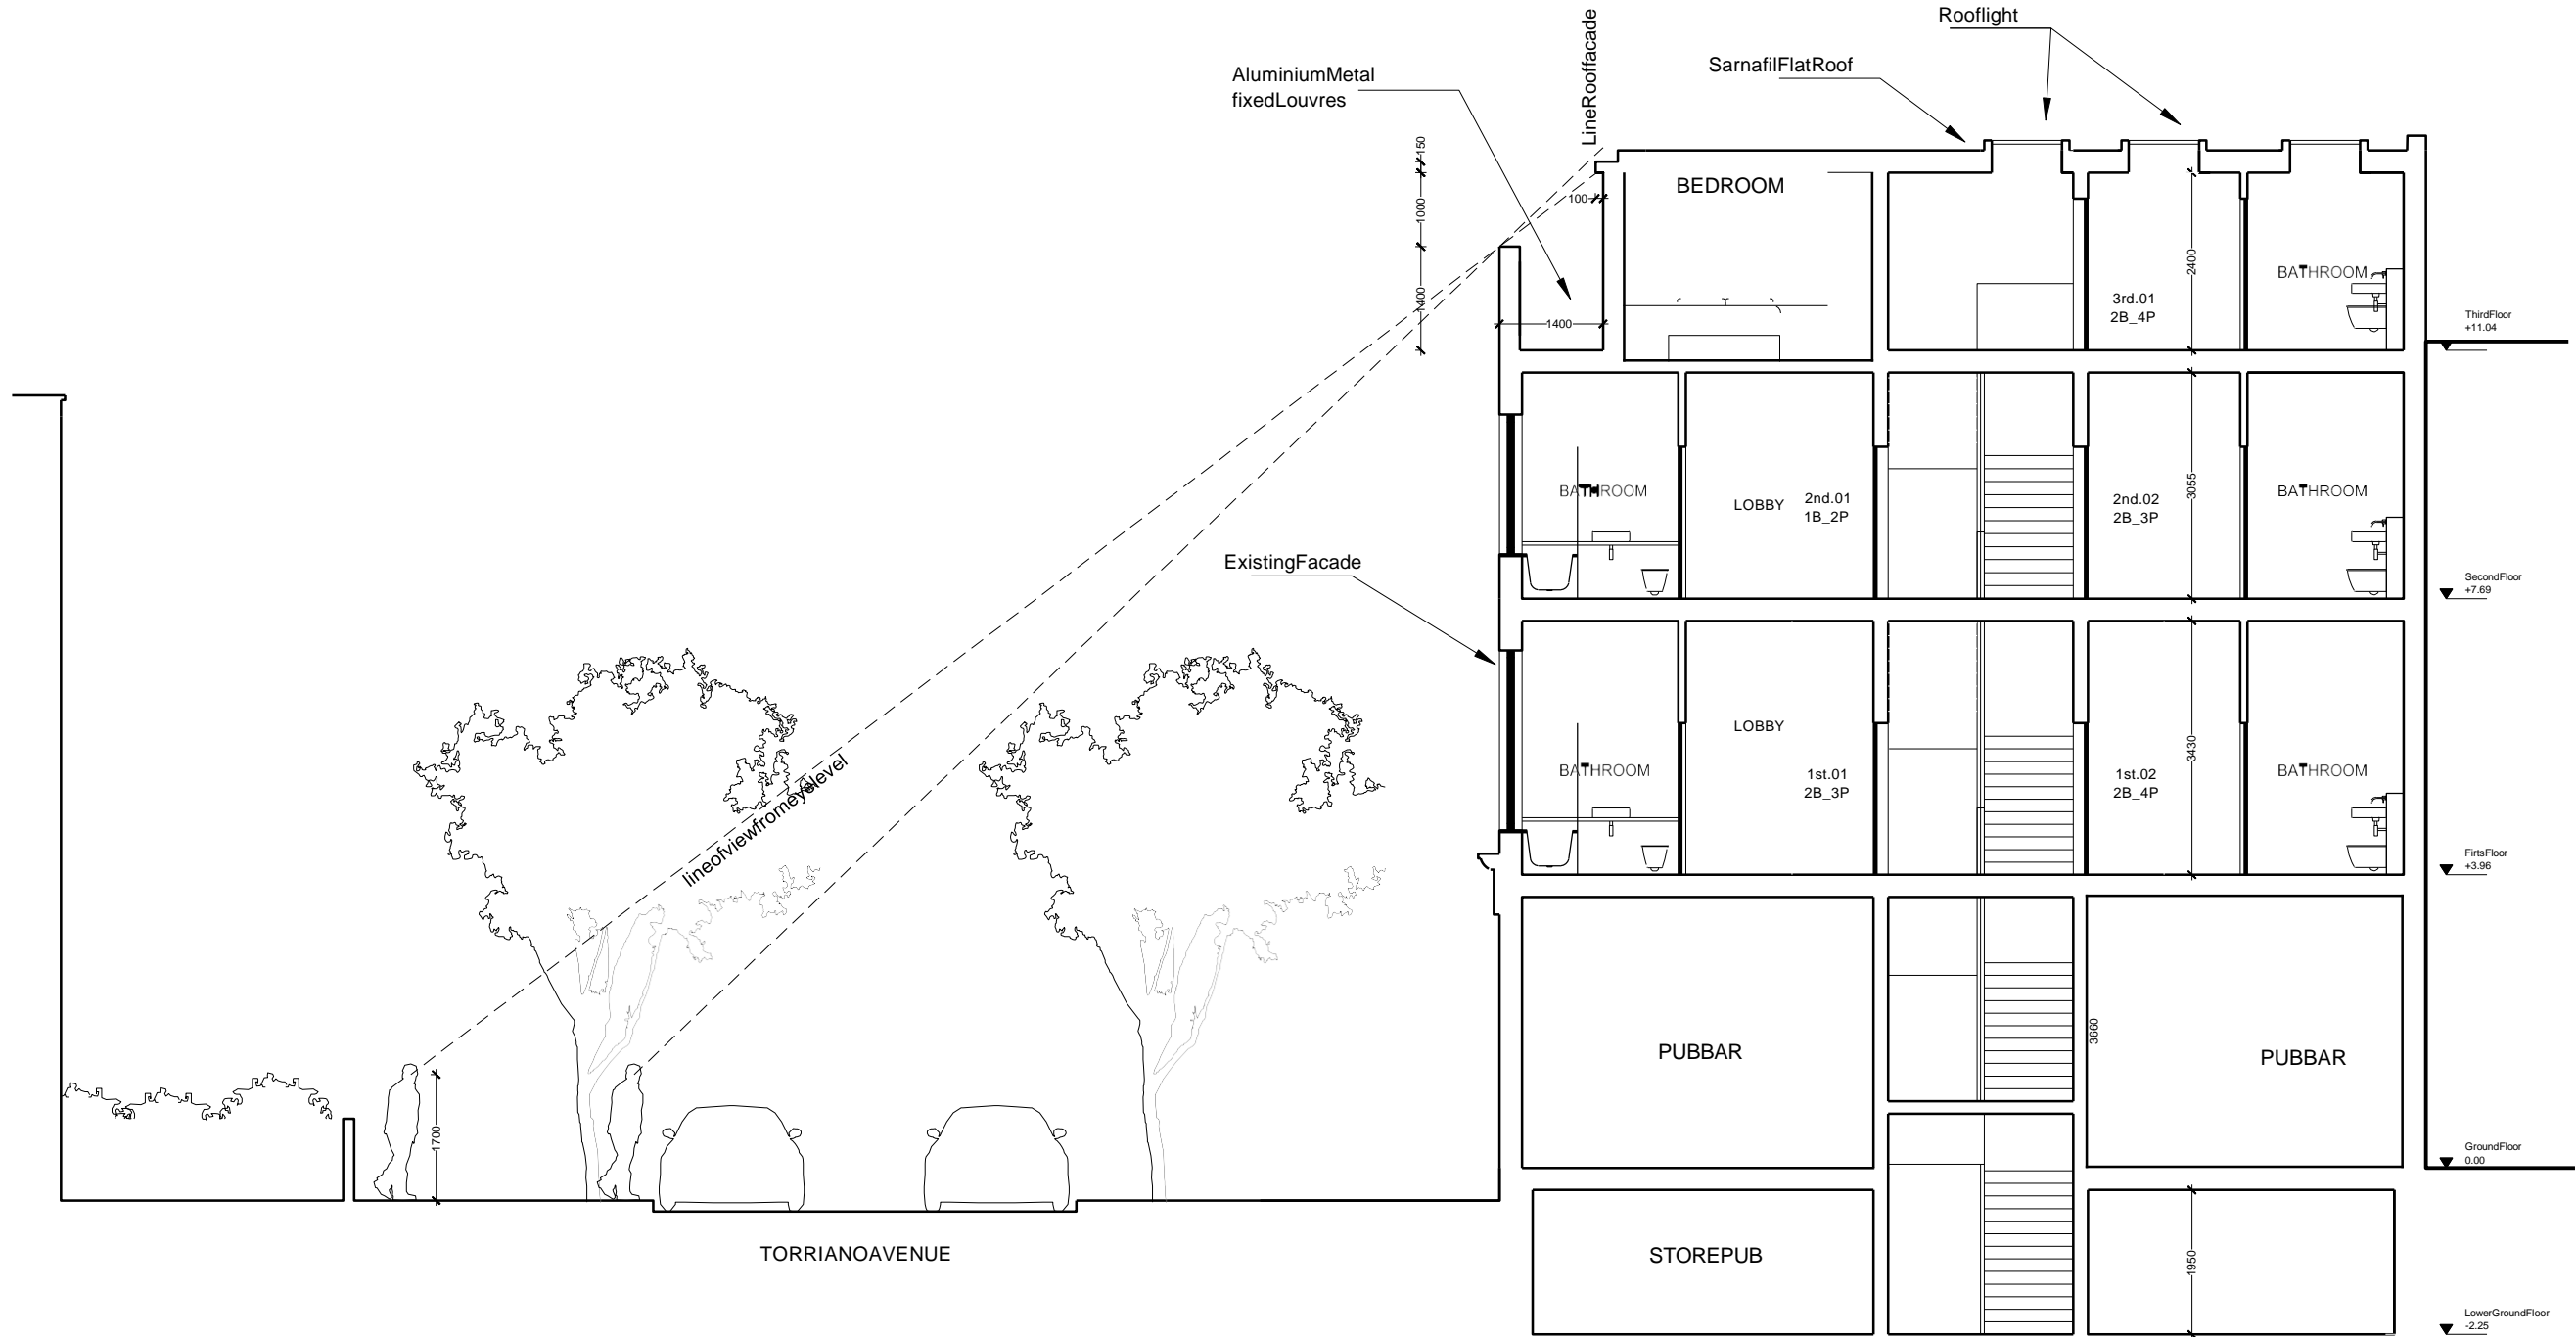 Rooflight
LineRooffacade
SarnafilFlatRoof
AluminiumMetal
fixedLouvres
150
1000
1400
100
1400
BEDROOM
2400
3rd.01
2B_4P
BATHROOM
ThirdFloor
+11.04
BATHROOM
LOBBY
2nd.01
1B_2P
2nd.02
2B_3P
3055
BATHROOM
ExistingFacade
SecondFloor
+7.69
lineofviewfromeyelevel
BATHROOM
LOBBY
1st.01
2B_3P
1st.02
2B_4P
3430
BATHROOM
FirtsFloor
+3.96
PUBBAR
3660
PUBBAR
1700
GroundFloor
0.00
TORRIANOAVENUE
STOREPUB
1950
LowerGroundFloor
-2.25